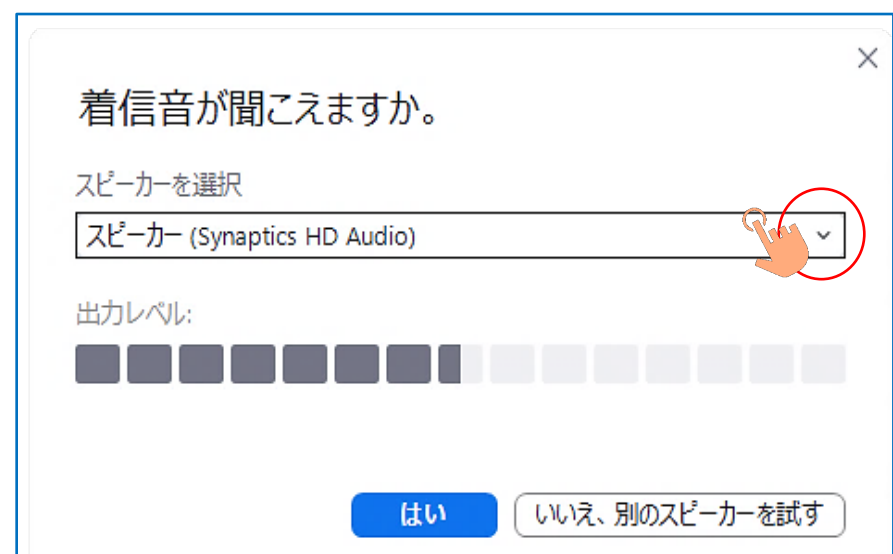 着信音が聞こえますか。
スピーカーを選択
スピーカー (Synaptics HD Audio)
出力レベル:
はい
いいえ、別のスピーカーを試す